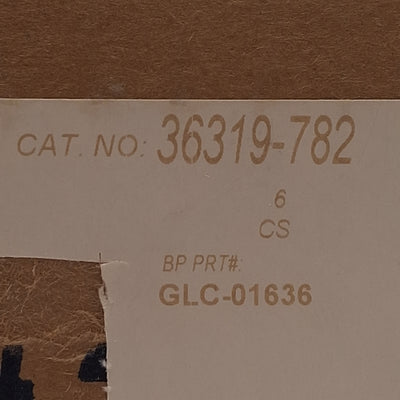 CAT. NO: 36319-782
6
CS
BP PRT#:
GLC-01636